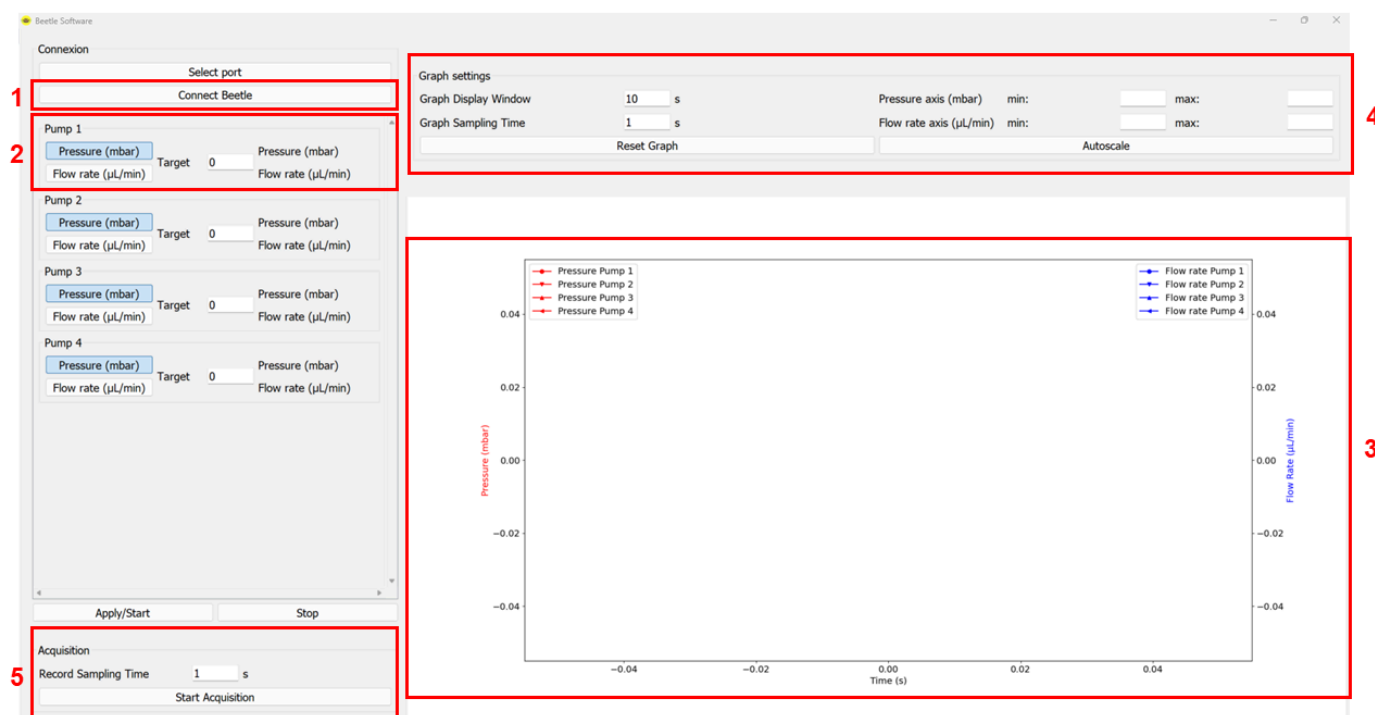 Beetle Software
Connexion
Select port
1
Connect Beetle
2
Pump 1
Pressure (mbar)
Flow rate (µL/min)
Target 0
Pressure (mbar)
Flow rate (µL/min)
Pump 2
Pressure (mbar)
Flow rate (µL/min)
Target 0
Pressure (mbar)
Flow rate (µL/min)
Pump 3
Pressure (mbar)
Flow rate (µL/min)
Target 0
Pressure (mbar)
Flow rate (µL/min)
Pump 4
Pressure (mbar)
Flow rate (µL/min)
Target 0
Pressure (mbar)
Flow rate (µL/min)
Apply/Start
Stop
5
Acquisition
Record Sampling Time 1 s
Start Acquisition
4
Graph settings
Graph Display Window 10 s
Graph Sampling Time 1 s
Reset Graph
Pressure axis (mbar) min: max:
Flow rate axis (µL/min) min: max:
Autoscale
3
Pressure Pump 1
Pressure Pump 2
Pressure Pump 3
Pressure Pump 4
Flow rate Pump 1
Flow rate Pump 2
Flow rate Pump 3
Flow rate Pump 4
Pressure (mbar)
0.04
0.02
0.00
−0.02
−0.04
0.04
0.02
0.00
−0.02
−0.04
Flow Rate (µL/min)
−0.04 −0.02 0.00 0.02 0.04
Time (s)